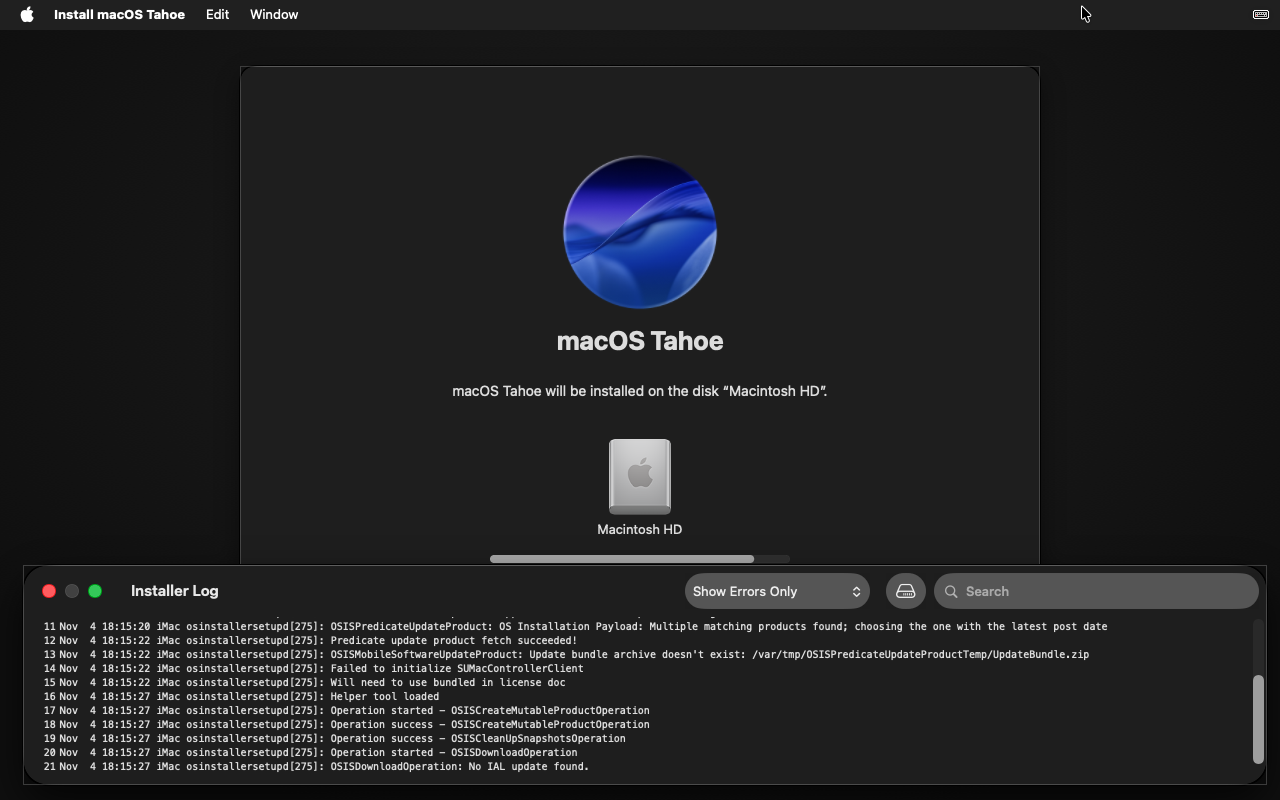 Install macOS Tahoe Edit Window
macOS Tahoe
macOS Tahoe will be installed on the disk “Macintosh HD”.
Macintosh HD
Installer Log Show Errors Only Search
11 Nov  4 18:15:20 iMac osinstallersetupd[275]: OSISPredicateUpdateProduct: OS Installation Payload: Multiple matching products found; choosing the one with the latest post date
12 Nov  4 18:15:22 iMac osinstallersetupd[275]: Predicate update product fetch succeeded!
13 Nov  4 18:15:22 iMac osinstallersetupd[275]: OSISMobileSoftwareUpdateProduct: Update bundle archive doesn't exist: /var/tmp/OSISPredicateUpdateProductTemp/UpdateBundle.zip
14 Nov  4 18:15:22 iMac osinstallersetupd[275]: Failed to initialize SUMacControllerClient
15 Nov  4 18:15:22 iMac osinstallersetupd[275]: Will need to use bundled in license doc
16 Nov  4 18:15:27 iMac osinstallersetupd[275]: Helper tool loaded
17 Nov  4 18:15:27 iMac osinstallersetupd[275]: Operation started – OSISCreateMutableProductOperation
18 Nov  4 18:15:27 iMac osinstallersetupd[275]: Operation success – OSISCreateMutableProductOperation
19 Nov  4 18:15:27 iMac osinstallersetupd[275]: Operation success – OSISCleanUpSnapshotsOperation
20 Nov  4 18:15:27 iMac osinstallersetupd[275]: Operation started – OSISDownloadOperation
21 Nov  4 18:15:27 iMac osinstallersetupd[275]: OSISDownloadOperation: No IAL update found.